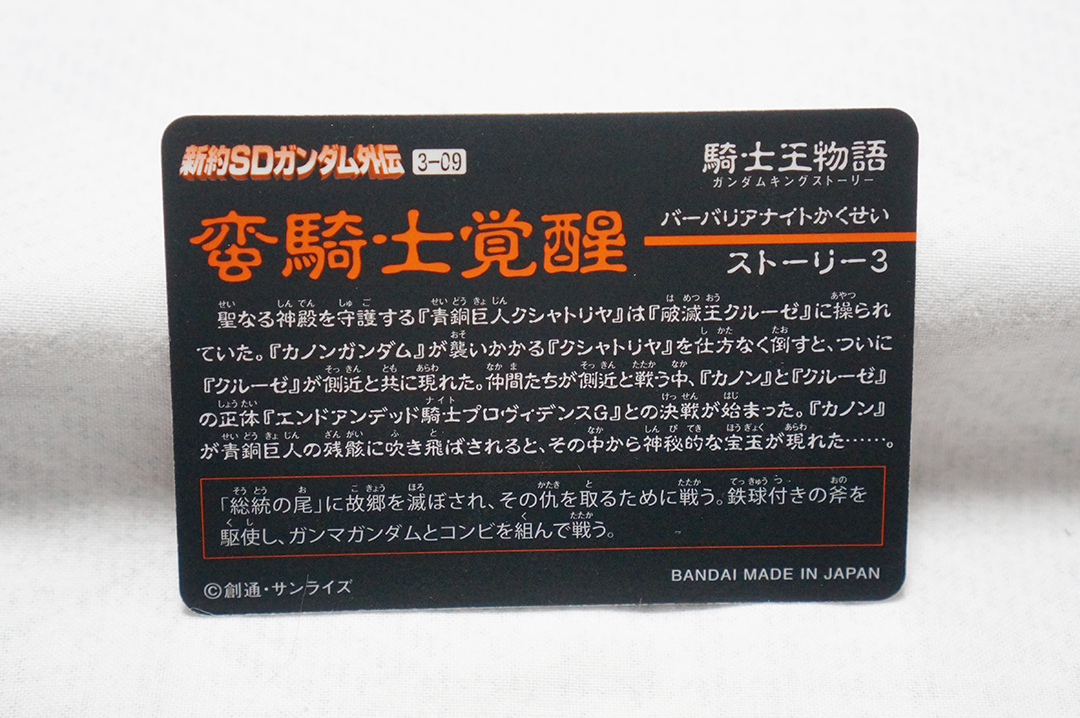 新約SDガンダム外伝 3-09
騎士王物語
ガンダムキングストーリー
蛮騎士覚醒
バーバリアナイトかくせい
ストーリー3
聖なる神殿を守護する『青銅巨人クシャトリヤ』は『破滅王クルーゼ』に操られ
ていた。『カノンガンダム』が襲いかかる『クシャトリヤ』を仕方なく倒すと、ついに
『クルーゼ』が側近と共に現れた。仲間たちが側近と戦う中、『カノン』と『クルーゼ』
の正体『エンドアンデッド騎士プロヴィデンスG』との決戦が始まった。『カノン』
が青銅巨人の残骸に吹き飛ばされると、その中から神秘的な宝玉が現れた……。
「総統の尾」に故郷を滅ぼされ、その仇を取るために戦う。鉄球付きの斧を
駆使し、ガンマガンダムとコンビを組んで戦う。
©創通・サンライズ
BANDAI MADE IN JAPAN